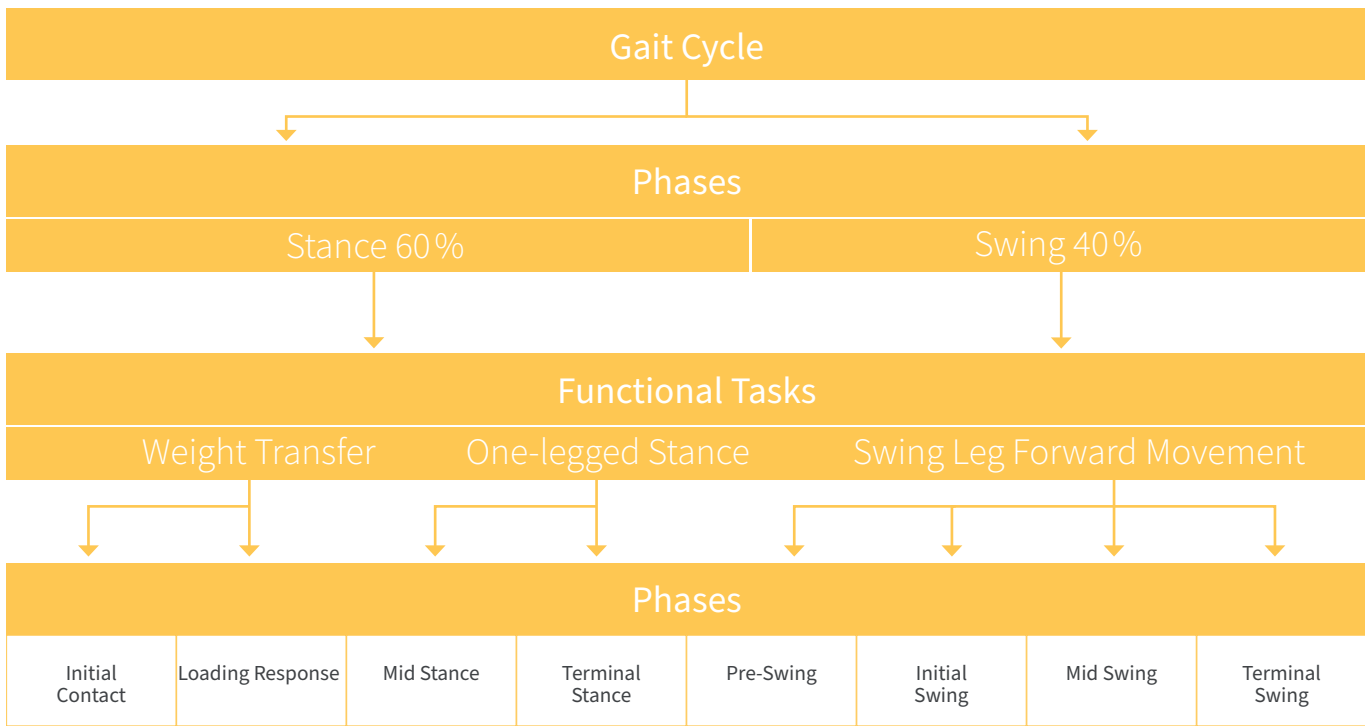 Gait Cycle
Phases
Stance 60 %
Swing 40 %
Functional Tasks
Weight Transfer
One-legged Stance
Swing Leg Forward Movement
Phases
Initial
Contact
Loading Response
Mid Stance
Terminal
Stance
Pre-Swing
Initial
Swing
Mid Swing
Terminal
Swing